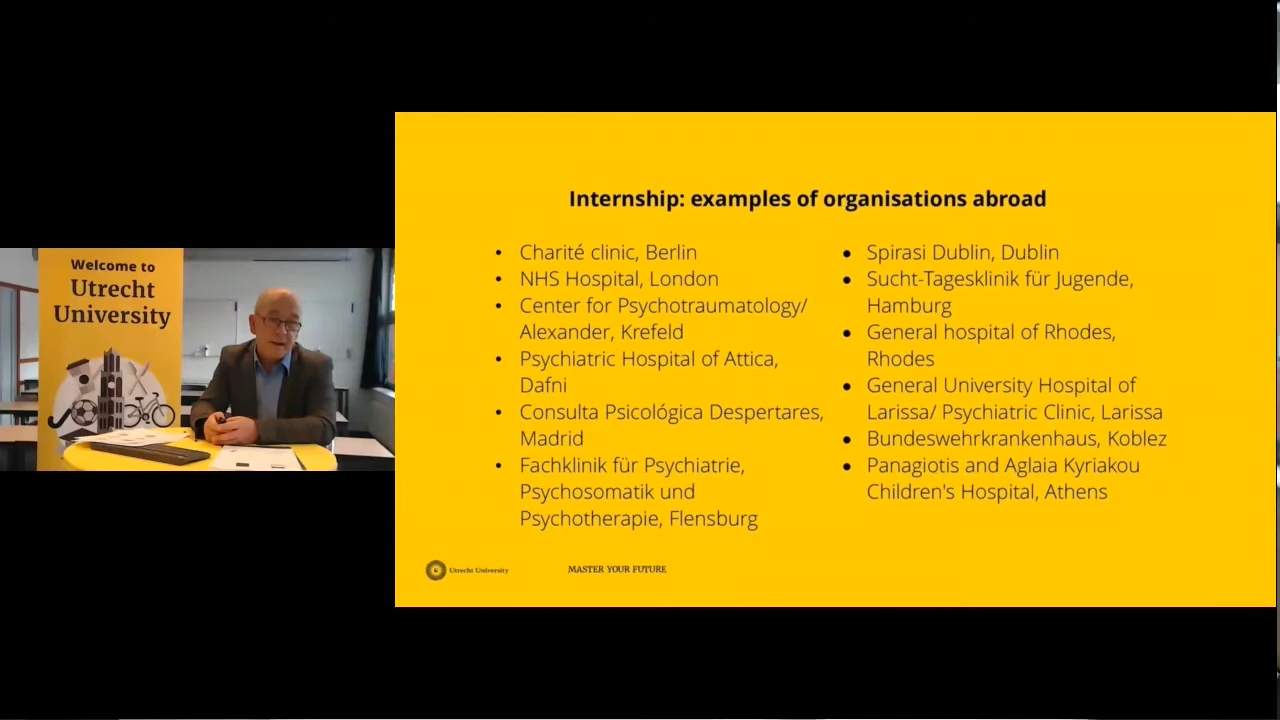 Welcome to
Utrecht
University
Internship: examples of organisations abroad
• Charité clinic, Berlin
• NHS Hospital, London
• Center for Psychotraumatology/
Alexander, Krefeld
• Psychiatric Hospital of Attica,
Dafni
• Consulta Psicológica Despertares,
Madrid
• Fachklinik für Psychiatrie,
Psychosomatik und
Psychotherapie, Flensburg
• Spirasi Dublin, Dublin
• Sucht-Tagesklinik für Jugende,
Hamburg
• General hospital of Rhodes,
Rhodes
• General University Hospital of
Larissa/ Psychiatric Clinic, Larissa
• Bundeswehrkrankenhaus, Koblez
• Panagiotis and Aglaia Kyriakou
Children's Hospital, Athens
Utrecht University
MASTER YOUR FUTURE